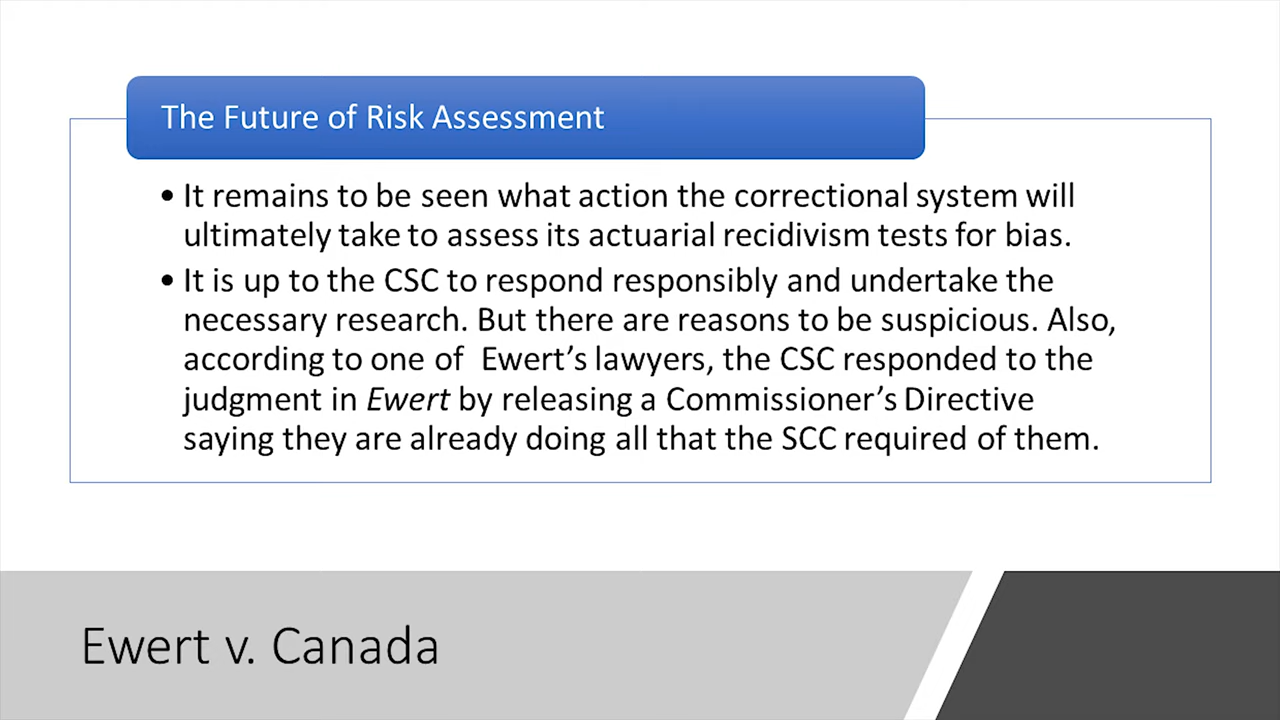 The Future of Risk Assessment
• It remains to be seen what action the correctional system will
ultimately take to assess its actuarial recidivism tests for bias.
• It is up to the CSC to respond responsibly and undertake the
necessary research. But there are reasons to be suspicious. Also,
according to one of  Ewert’s lawyers, the CSC responded to the
judgment in Ewert by releasing a Commissioner’s Directive
saying they are already doing all that the SCC required of them.
Ewert v. Canada